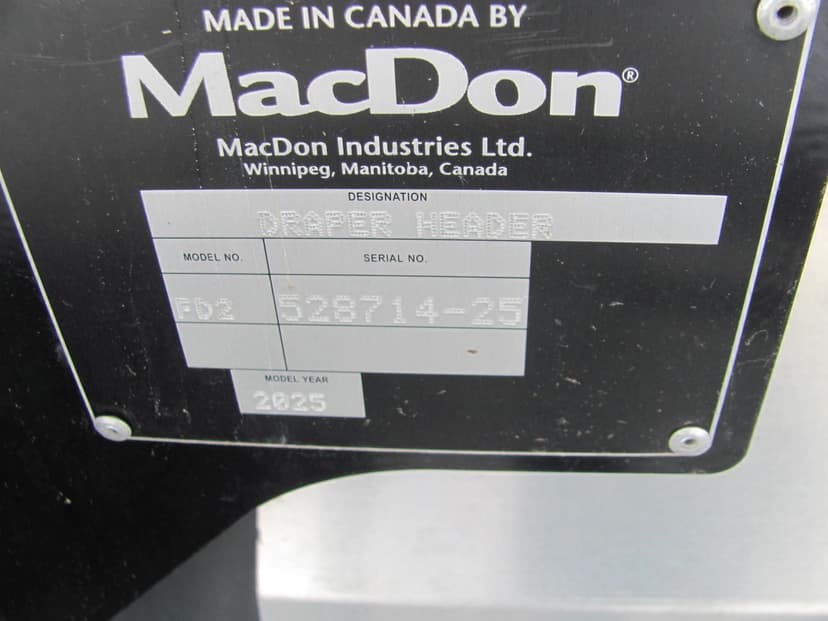 MADE IN CANADA BY
MacDon®
MacDon Industries Ltd.
Winnipeg, Manitoba, Canada
DESIGNATION
DRAPER HEADER
MODEL NO. SERIAL NO.
FD2 528714-25
MODEL YEAR
2025